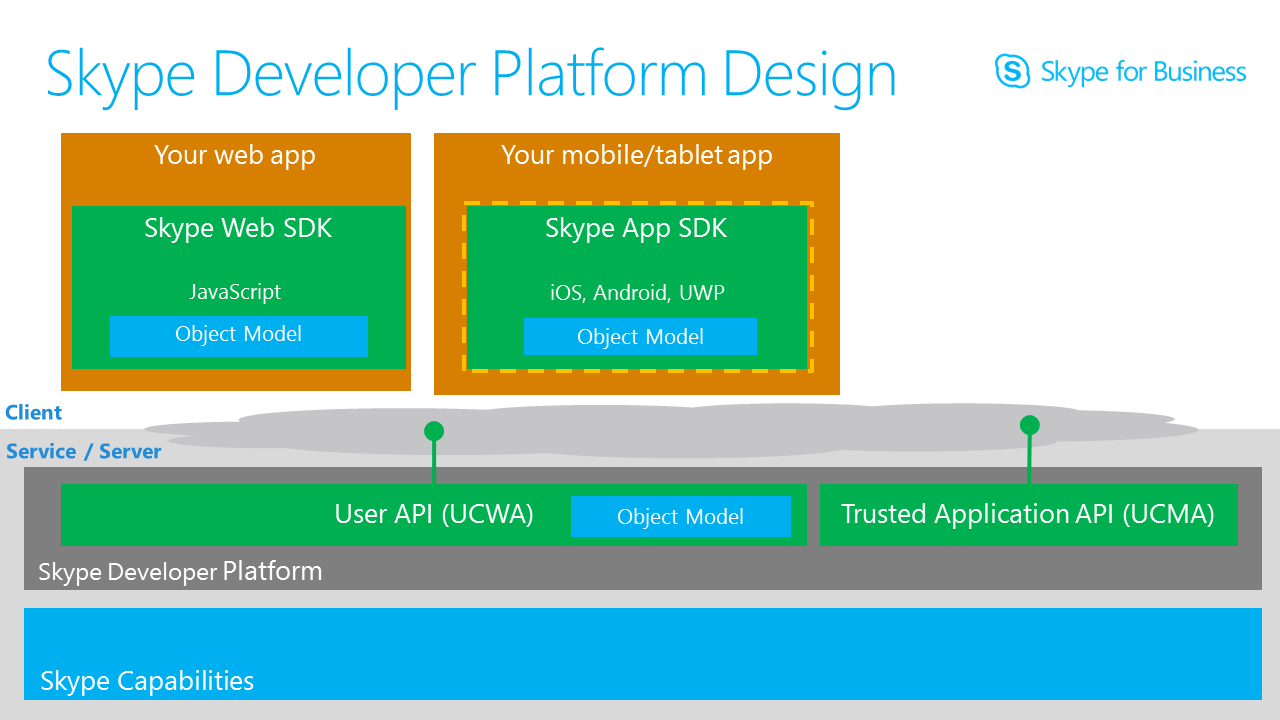 Skype Developer Platform Design
Skype for Business
Your web app
Skype Web SDK
JavaScript
Object Model
Your mobile/tablet app
Skype App SDK
iOS, Android, UWP
Object Model
Client
Service / Server
User API (UCWA)
Object Model
Trusted Application API (UCMA)
Skype Developer Platform
Skype Capabilities